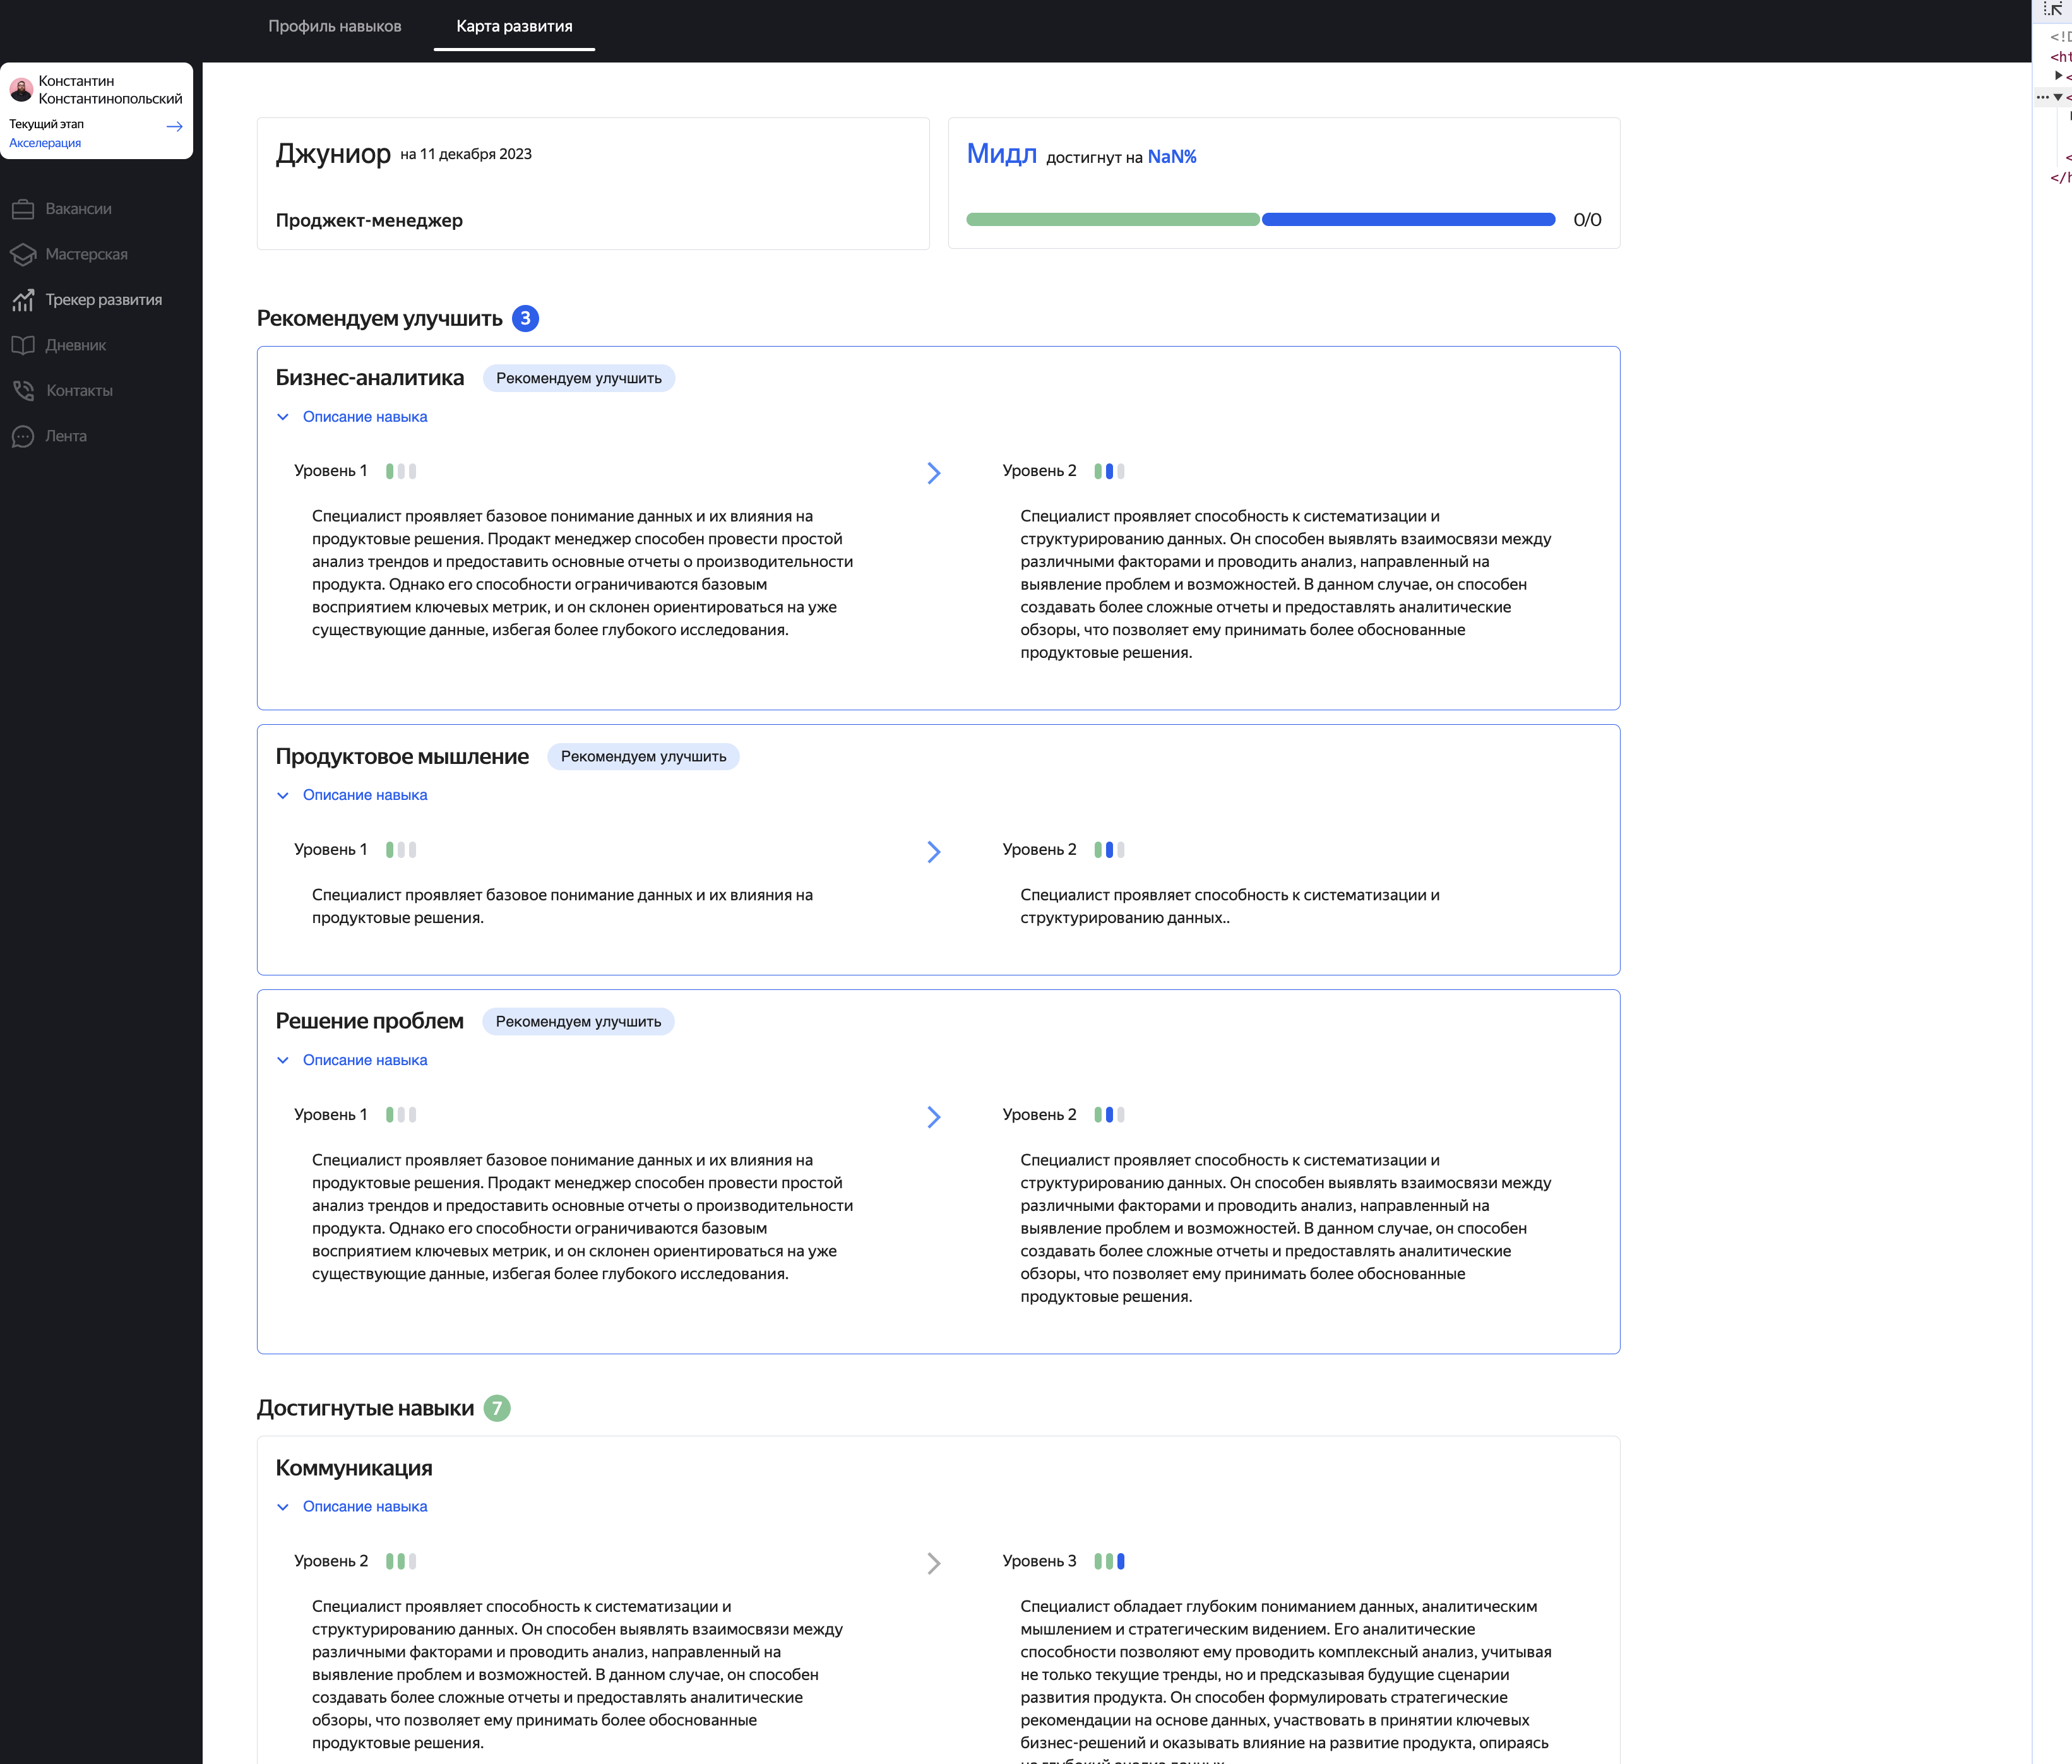 Профиль навыков
Карта развития
Константин
Константинопольский
Текущий этап
Акселерация
Вакансии
Мастерская
Трекер развития
Дневник
Контакты
Лента
Джуниор на 11 декабря 2023
Проджект-менеджер
Мидл достигнут на NaN%
0/0
Рекомендуем улучшить 3
Бизнес-аналитика Рекомендуем улучшить
Описание навыка
Уровень 1
Специалист проявляет базовое понимание данных и их влияния на
продуктовые решения. Продакт менеджер способен провести простой
анализ трендов и предоставить основные отчеты о производительности
продукта. Однако его способности ограничиваются базовым
восприятием ключевых метрик, и он склонен ориентироваться на уже
существующие данные, избегая более глубокого исследования.
Уровень 2
Специалист проявляет способность к систематизации и
структурированию данных. Он способен выявлять взаимосвязи между
различными факторами и проводить анализ, направленный на
выявление проблем и возможностей. В данном случае, он способен
создавать более сложные отчеты и предоставлять аналитические
обзоры, что позволяет ему принимать более обоснованные
продуктовые решения.
Продуктовое мышление Рекомендуем улучшить
Описание навыка
Уровень 1
Специалист проявляет базовое понимание данных и их влияния на
продуктовые решения.
Уровень 2
Специалист проявляет способность к систематизации и
структурированию данных..
Решение проблем Рекомендуем улучшить
Описание навыка
Уровень 1
Специалист проявляет базовое понимание данных и их влияния на
продуктовые решения. Продакт менеджер способен провести простой
анализ трендов и предоставить основные отчеты о производительности
продукта. Однако его способности ограничиваются базовым
восприятием ключевых метрик, и он склонен ориентироваться на уже
существующие данные, избегая более глубокого исследования.
Уровень 2
Специалист проявляет способность к систематизации и
структурированию данных. Он способен выявлять взаимосвязи между
различными факторами и проводить анализ, направленный на
выявление проблем и возможностей. В данном случае, он способен
создавать более сложные отчеты и предоставлять аналитические
обзоры, что позволяет ему принимать более обоснованные
продуктовые решения.
Достигнутые навыки 7
Коммуникация
Описание навыка
Уровень 2
Специалист проявляет способность к систематизации и
структурированию данных. Он способен выявлять взаимосвязи между
различными факторами и проводить анализ, направленный на
выявление проблем и возможностей. В данном случае, он способен
создавать более сложные отчеты и предоставлять аналитические
обзоры, что позволяет ему принимать более обоснованные
продуктовые решения.
Уровень 3
Специалист обладает глубоким пониманием данных, аналитическим
мышлением и стратегическим видением. Его аналитические
способности позволяют ему проводить комплексный анализ, учитывая
не только текущие тренды, но и предсказывая будущие сценарии
развития продукта. Он способен формулировать стратегические
рекомендации на основе данных, участвовать в принятии ключевых
бизнес-решений и оказывать влияние на развитие продукта, опираясь